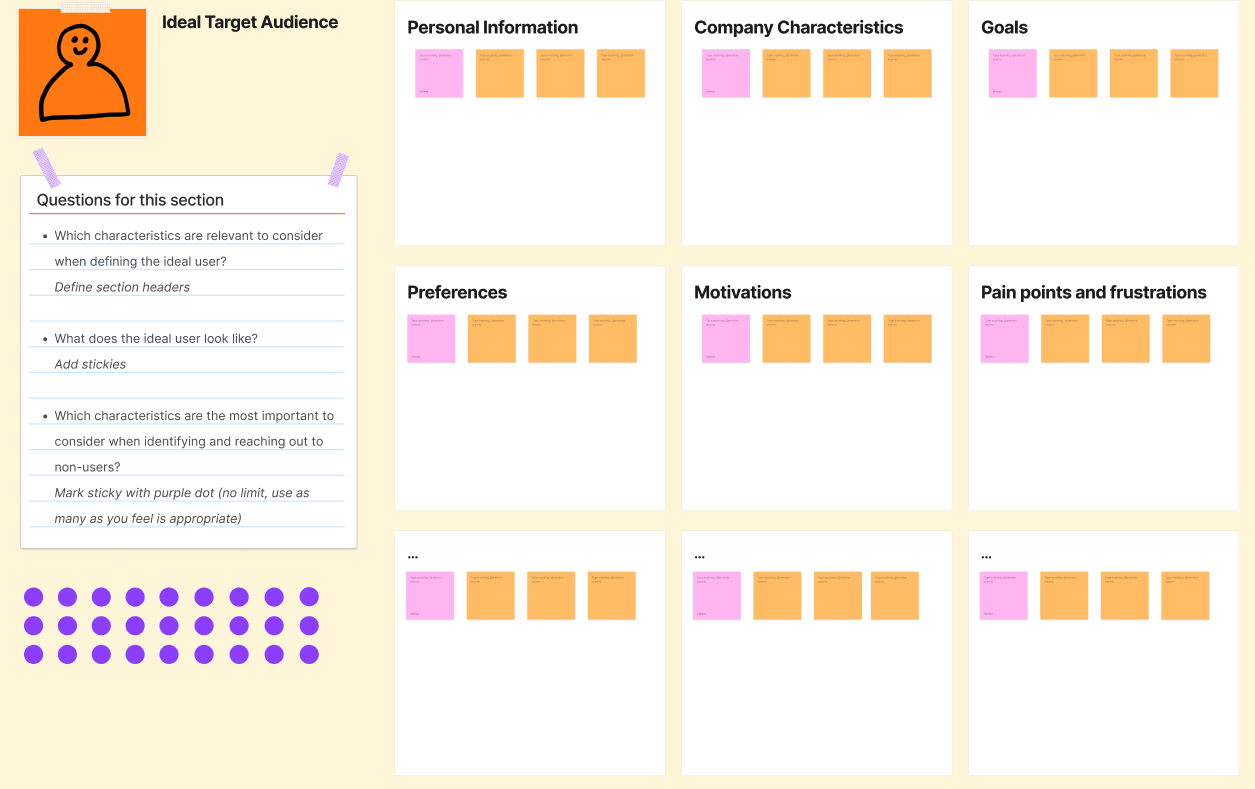 Ideal Target Audience
Questions for this section
• Which characteristics are relevant to consider
when defining the ideal user?
Define section headers
• What does the ideal user look like?
Add stickies
• Which characteristics are the most important to
consider when identifying and reaching out to
non-users?
Mark sticky with purple dot (no limit, use as
many as you feel is appropriate)
Personal Information
Company Characteristics
Goals
Preferences
Motivations
Pain points and frustrations
...
...
...